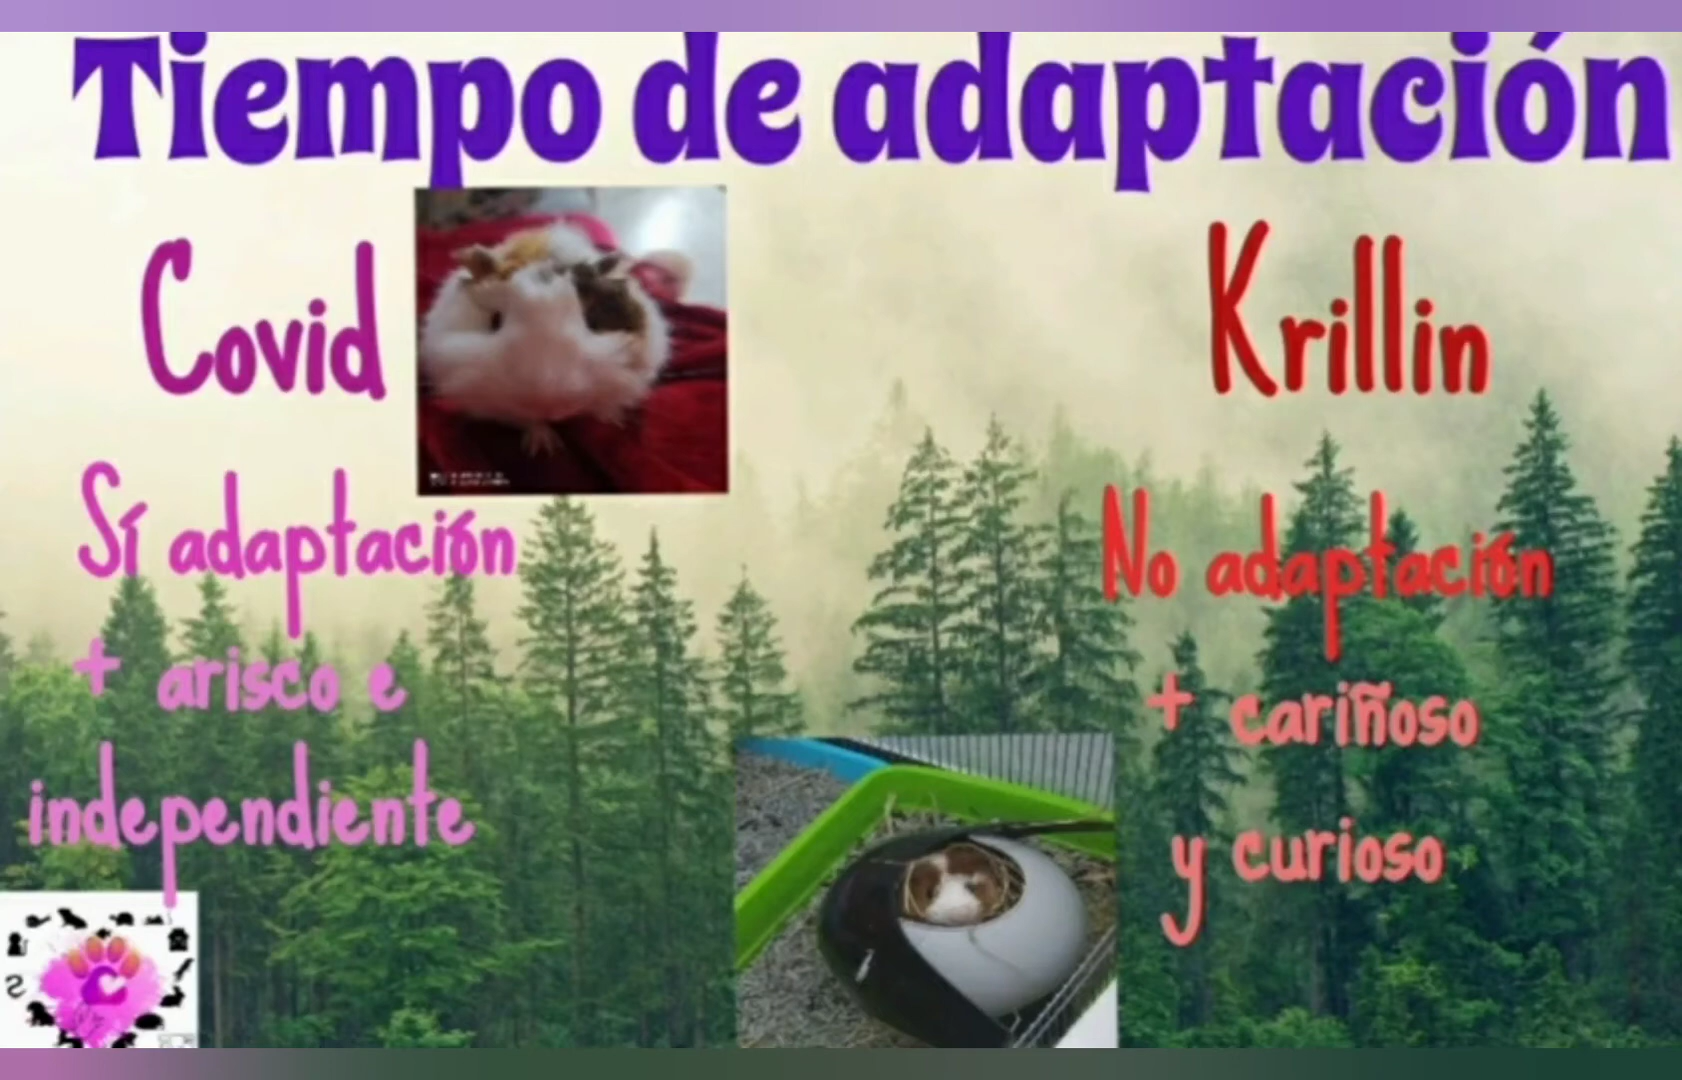 Tiempo de adaptación
Covid
Sí adaptación
+ arisco e
independiente
Krillin
No adaptación
+ cariñoso
y curioso
C